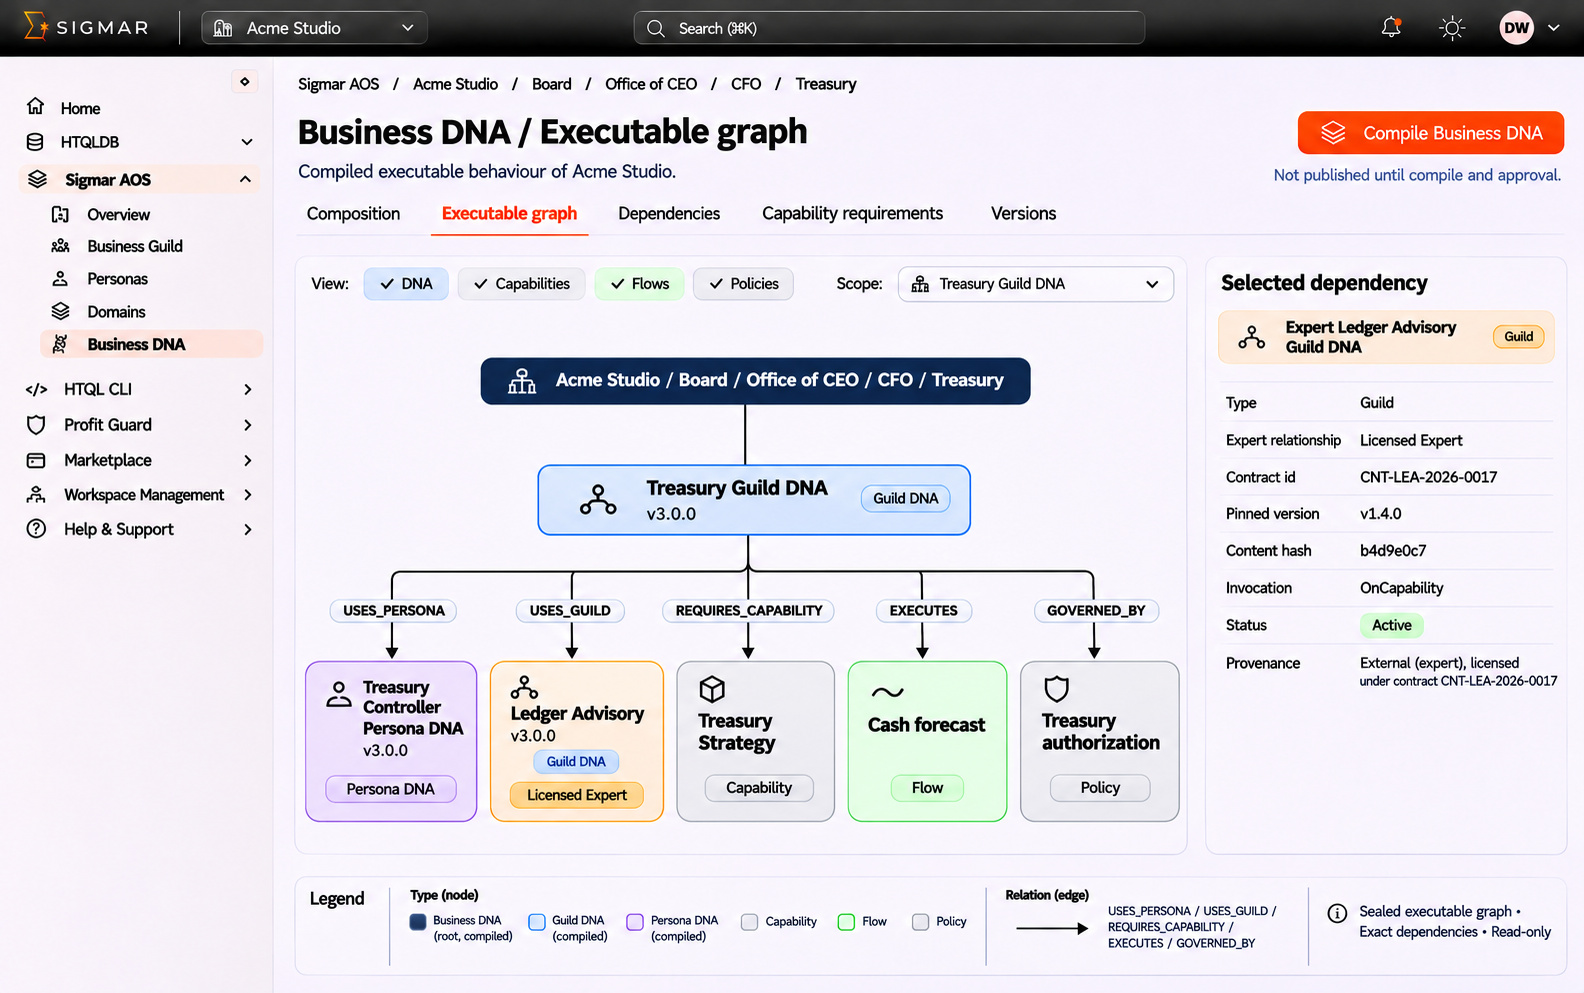 SIGMAR
Acme Studio
Search (⌘K)
DW
Home
HTQLDB
Sigmar AOS
Overview
Business Guild
Personas
Domains
Business DNA
HTQL CLI
Profit Guard
Marketplace
Workspace Management
Help & Support
Sigmar AOS / Acme Studio / Board / Office of CEO / CFO / Treasury
Business DNA / Executable graph
Compiled executable behaviour of Acme Studio.
Compile Business DNA
Not published until compile and approval.
Composition
Executable graph
Dependencies
Capability requirements
Versions
View:
DNA
Capabilities
Flows
Policies
Scope:
Treasury Guild DNA
Acme Studio / Board / Office of CEO / CFO / Treasury
Treasury Guild DNA
v3.0.0
Guild DNA
USES_PERSONA
USES_GUILD
REQUIRES_CAPABILITY
EXECUTES
GOVERNED_BY
Treasury
Controller
Persona DNA
v3.0.0
Persona DNA
Ledger Advisory
v3.0.0
Guild DNA
Licensed Expert
Treasury
Strategy
Capability
Cash forecast
Flow
Treasury
authorization
Policy
Selected dependency
Expert Ledger Advisory
Guild DNA
Guild
Type Guild
Expert relationship Licensed Expert
Contract id CNT-LEA-2026-0017
Pinned version v1.4.0
Content hash b4d9e0c7
Invocation OnCapability
Status Active
Provenance External (expert), licensed
under contract CNT-LEA-2026-0017
Legend
Type (node)
Business DNA
(root, compiled)
Guild DNA
(compiled)
Persona DNA
(compiled)
Capability
Flow
Policy
Relation (edge)
USES_PERSONA / USES_GUILD /
REQUIRES_CAPABILITY /
EXECUTES / GOVERNED_BY
Sealed executable graph •
Exact dependencies • Read-only